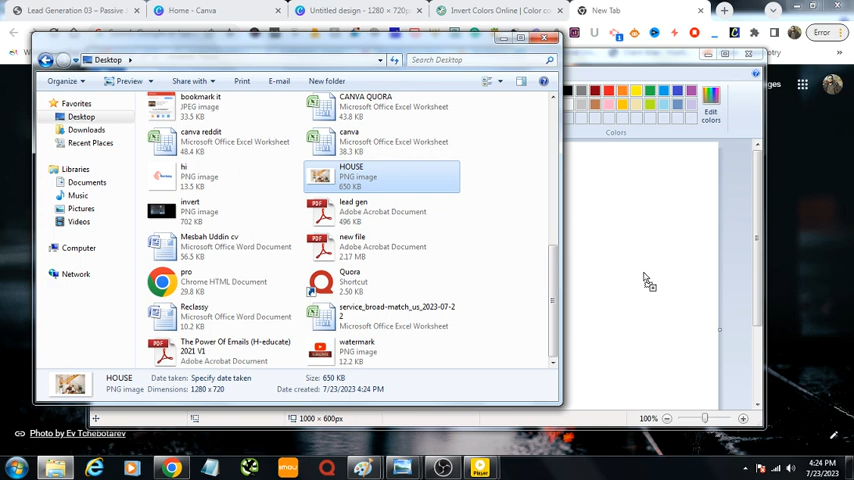 Lead Generation 03 – Passive
Home - Canva
Untitled design - 1280 × 720p
Invert Colors Online | Color co
New Tab
Error
Desktop
Search Desktop
Organize
Preview
Share with
Print
E-mail
New folder
Favorites
Desktop
Downloads
Recent Places
Libraries
Documents
Music
Pictures
Videos
Computer
Network
bookmark it
JPEG image
33.5 KB
CANVA QUORA
Microsoft Office Excel Worksheet
43.8 KB
canva reddit
Microsoft Office Excel Worksheet
48.4 KB
canva
Microsoft Office Excel Worksheet
38.3 KB
hi
PNG image
13.5 KB
HOUSE
PNG image
650 KB
invert
PNG image
702 KB
lead gen
Adobe Acrobat Document
496 KB
Mesbah Uddin cv
Microsoft Office Word Document
56.5 KB
new file
Adobe Acrobat Document
2.17 MB
pro
Chrome HTML Document
29.8 KB
Quora
Shortcut
2.50 KB
Reclassy
Microsoft Office Word Document
10.2 KB
service_broad-match_us_2023-07-2
2
Microsoft Office Excel Worksheet
The Power Of Emails (H-educate)
2021 V1
Adobe Acrobat Document
watermark
PNG image
12.2 KB
HOUSE
PNG image
Date taken: Specify date taken
Dimensions: 1280 x 720
Size: 650 KB
Date created: 7/23/2023 4:24 PM
Edit
colors
Colors
ges
1000 × 600px
100%
Photo by Ev Tchebotarev
4:24 PM
7/23/2023